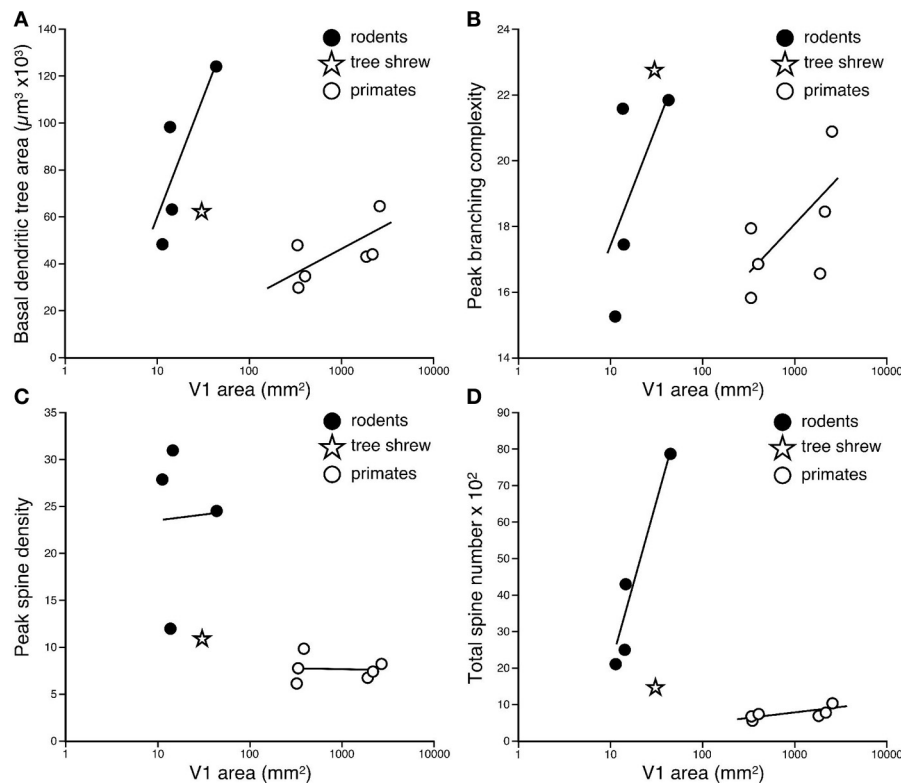 A
Basal dendritic tree area (µm³ x10³)
140
120
100
80
60
40
20
0
rodents
tree shrew
primates
1
10
100
1000
10000
V1 area (mm²)
B
Peak branching complexity
24
22
20
18
16
14
rodents
tree shrew
primates
1
10
100
1000
10000
V1 area (mm²)
C
Peak spine density
35
30
25
20
15
10
5
0
rodents
tree shrew
primates
1
10
100
1000
10000
V1 area (mm²)
D
Total spine number x 10²
90
80
70
60
50
40
30
20
10
0
rodents
tree shrew
primates
1
10
100
1000
10000
V1 area (mm²)